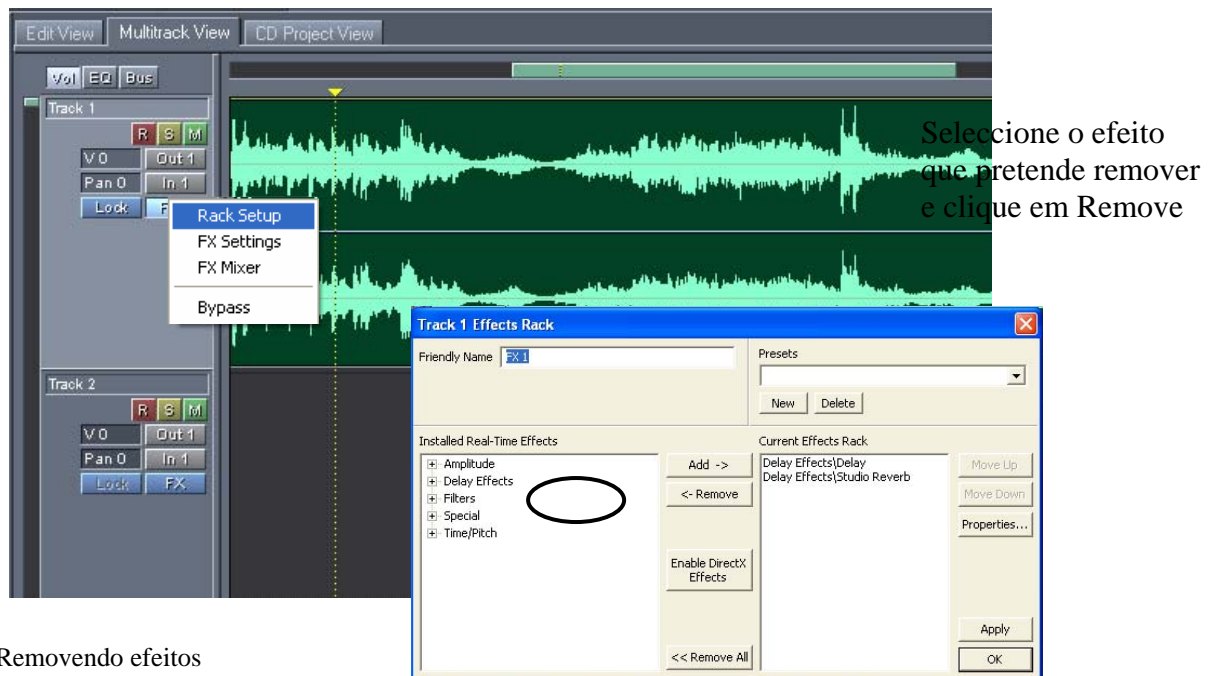 Edit View Multitrack View CD Project View
Vol EQ Bus
Track 1
R S M
V 0 Out 1
Pan 0 In 1
Lock F
Rack Setup
FX Settings
FX Mixer
Bypass
Track 2
R S M
V 0 Out 1
Pan 0 In 1
Lock FX
Seleccione o efeito
que pretende remover
e clique em Remove
Track 1 Effects Rack
Friendly Name FX 1
Presets
New Delete
Installed Real-Time Effects
Amplitude
Delay Effects
Filters
Special
Time/Pitch
Add ->
<- Remove
Enable DirectX
Effects
<< Remove All
Current Effects Rack
Delay Effects\Delay
Delay Effects\Studio Reverb
Move Up
Move Down
Properties...
Apply
OK
Removendo efeitos